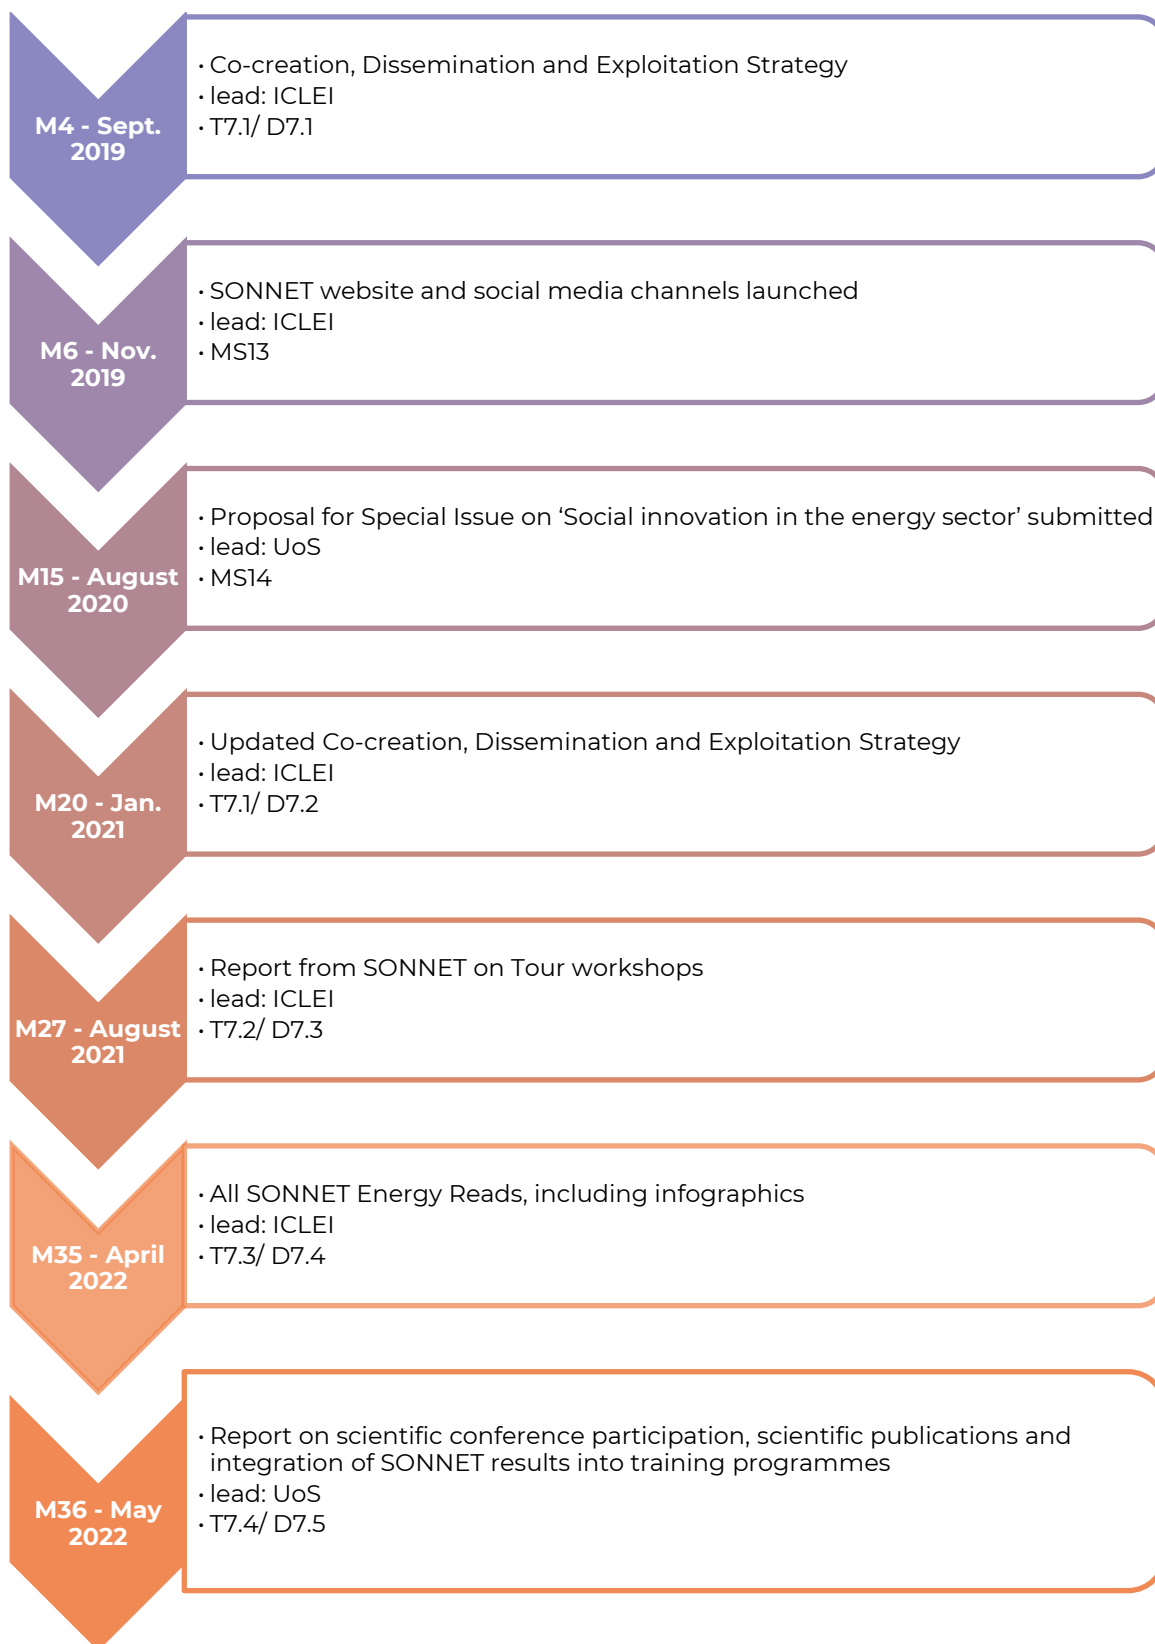 M4 - Sept.
2019
· Co-creation, Dissemination and Exploitation Strategy
· lead: ICLEI
· T7.1/ D7.1
M6 - Nov.
2019
· SONNET website and social media channels launched
· lead: ICLEI
· MS13
M15 - August
2020
· Proposal for Special Issue on ‘Social innovation in the energy sector’ submitted
· lead: UoS
· MS14
M20 - Jan.
2021
· Updated Co-creation, Dissemination and Exploitation Strategy
· lead: ICLEI
· T7.1/ D7.2
M27 - August
2021
· Report from SONNET on Tour workshops
· lead: ICLEI
· T7.2/ D7.3
M35 - April
2022
· All SONNET Energy Reads, including infographics
· lead: ICLEI
· T7.3/ D7.4
M36 - May
2022
· Report on scientific conference participation, scientific publications and
integration of SONNET results into training programmes
· lead: UoS
· T7.4/ D7.5